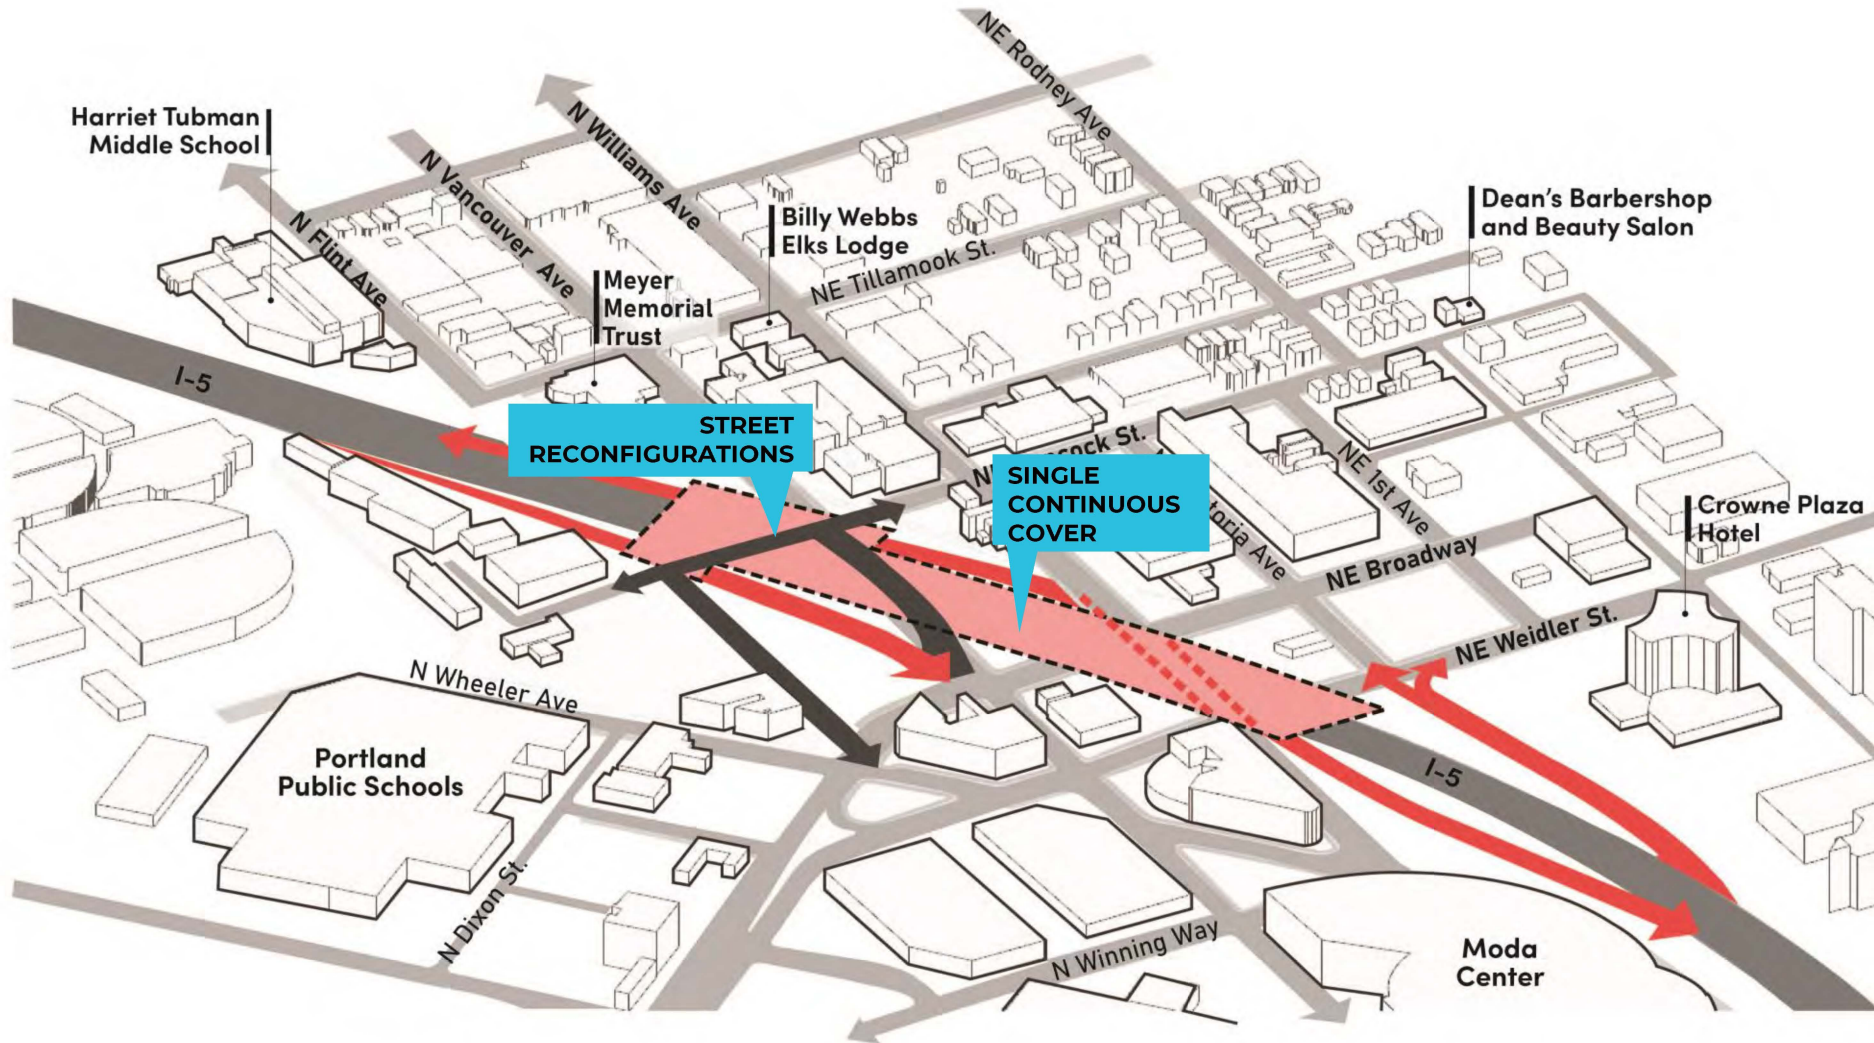 NE Rodney Ave
Harriet Tubman
Middle School
N Williams Ave
N Vancouver Ave
N Flint Ave
Billy Webbs
Elks Lodge
Dean's Barbershop
and Beauty Salon
NE Tillamook St.
Meyer
Memorial
Trust
I-5
STREET
RECONFIGURATIONS
St.
SINGLE
CONTINUOUS
COVER
NE 1st Ave
Ave
Crowne Plaza
Hotel
NE Broadway
NE Weidler St.
N Wheeler Ave
Portland
Public Schools
I-5
N Dixon St.
N Winning Way
Moda
Center